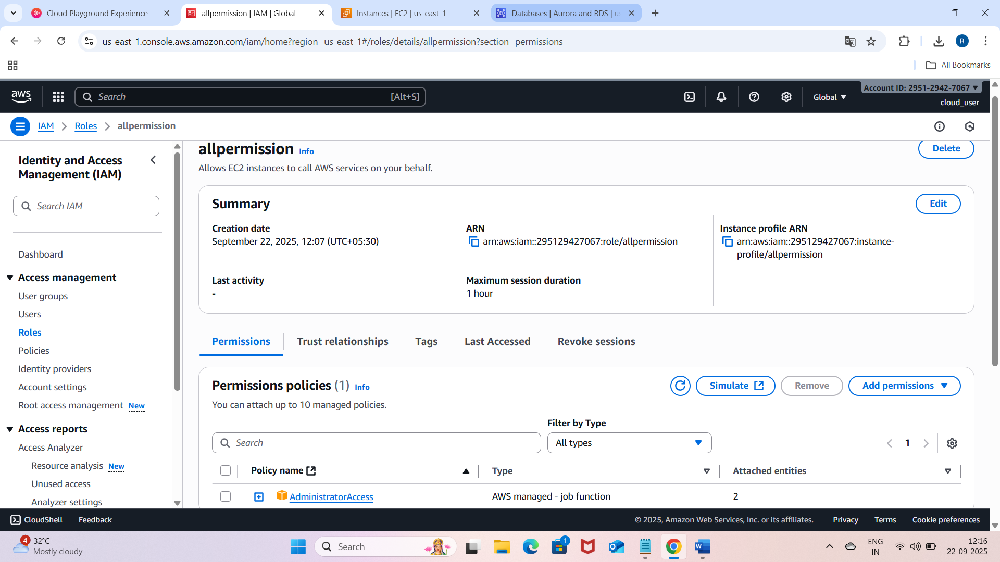 Cloud Playground Experience
allpermission | IAM | Global
Instances | EC2 | us-east-1
Databases | Aurora and RDS | us
us-east-1.console.aws.amazon.com/iam/home?region=us-east-1#/roles/details/allpermission?section=permissions
R
All Bookmarks
aws
Search
[Alt+S]
Global
Account ID: 2951-2942-7067
cloud_user
IAM
Roles
allpermission
Identity and Access
Management (IAM)
Search IAM
Dashboard
Access management
User groups
Users
Roles
Policies
Identity providers
Account settings
Root access management New
Access reports
Access Analyzer
Resource analysis New
Unused access
Analyzer settings
allpermission Info
Delete
Allows EC2 instances to call AWS services on your behalf.
Summary
Edit
Creation date
September 22, 2025, 12:07 (UTC+05:30)
ARN
arn:aws:iam::295129427067:role/allpermission
Instance profile ARN
arn:aws:iam::295129427067:instance-
profile/allpermission
Last activity
-
Maximum session duration
1 hour
Permissions
Trust relationships
Tags
Last Accessed
Revoke sessions
Permissions policies (1) Info
Simulate
Remove
Add permissions
You can attach up to 10 managed policies.
Filter by Type
Search
All types
1
Policy name
Type
Attached entities
AdministratorAccess
AWS managed - job function
2
CloudShell
Feedback
© 2025, Amazon Web Services, Inc. or its affiliates.
Privacy
Terms
Cookie preferences
4
32°C
Mostly cloudy
Search
1
W
ENG
IN
12:16
22-09-2025